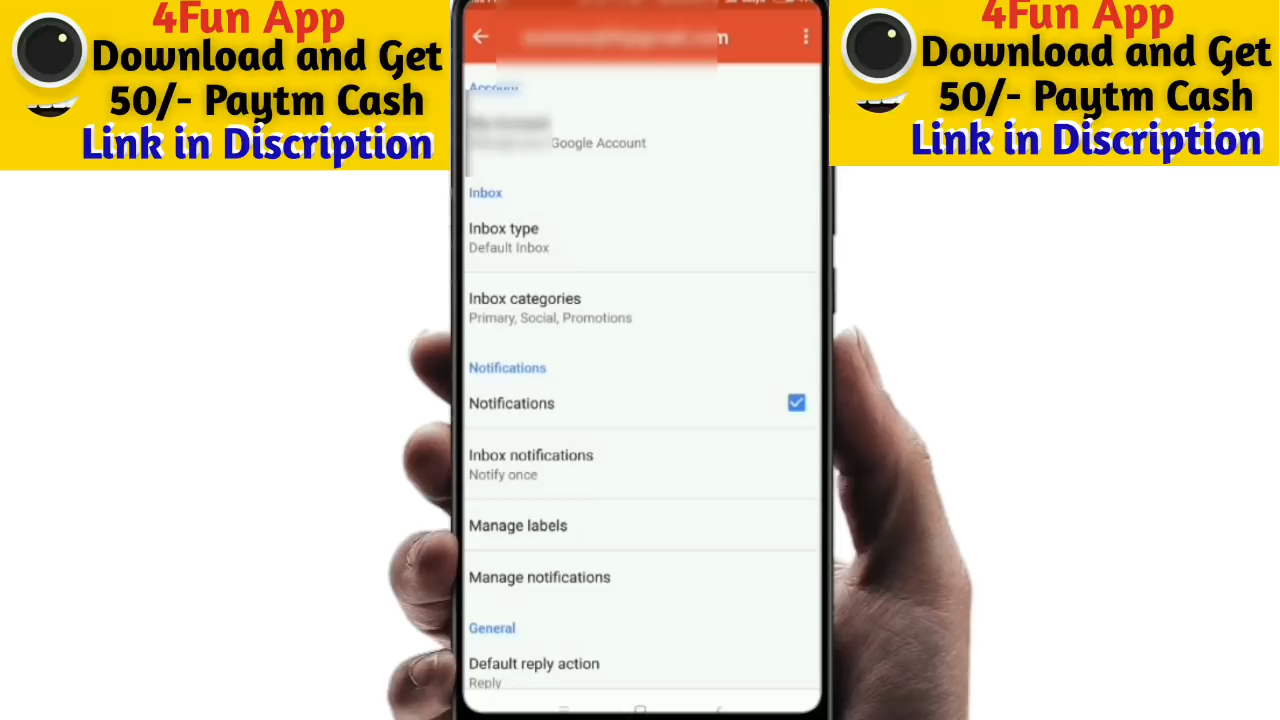 4Fun App
Download and Get
50/- Paytm Cash
Link in Discription
4Fun App
Download and Get
50/- Paytm Cash
Link in Discription
Account
Google Account
Inbox
Inbox type
Default Inbox
Inbox categories
Primary, Social, Promotions
Notifications
Notifications
Inbox notifications
Notify once
Manage labels
Manage notifications
General
Default reply action
Reply